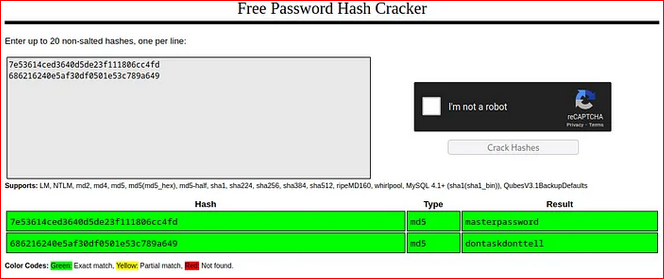 Free Password Hash Cracker
Enter up to 20 non-salted hashes, one per line:
7e53614ced3640d5de23f111806cc4fd
686216240e5af30df0501e53c789a649
I'm not a robot
reCAPTCHA
Privacy - Terms
Crack Hashes
Supports: LM, NTLM, md2, md4, md5, md5(md5_hex), md5-half, sha1, sha224, sha256, sha384, sha512, ripeMD160, whirlpool, MySQL 4.1+ (sha1(sha1_bin)), QubesV3.1BackupDefaults
Hash Type Result
7e53614ced3640d5de23f111806cc4fd md5 masterpassword
686216240e5af30df0501e53c789a649 md5 dontaskdonttell
Color Codes: Green: Exact match, Yellow: Partial match, Red: Not found.